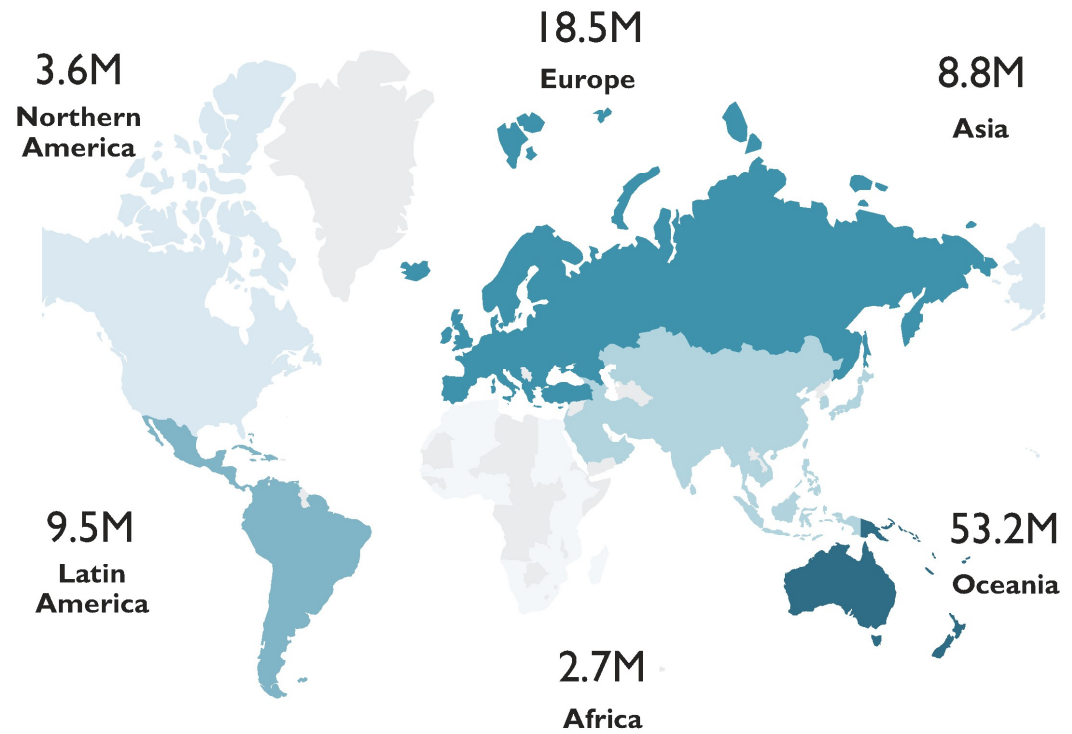 18.5M
Europe
3.6M
Northern
America
8.8M
Asia
9.5M
Latin
America
53.2M
Oceania
2.7M
Africa